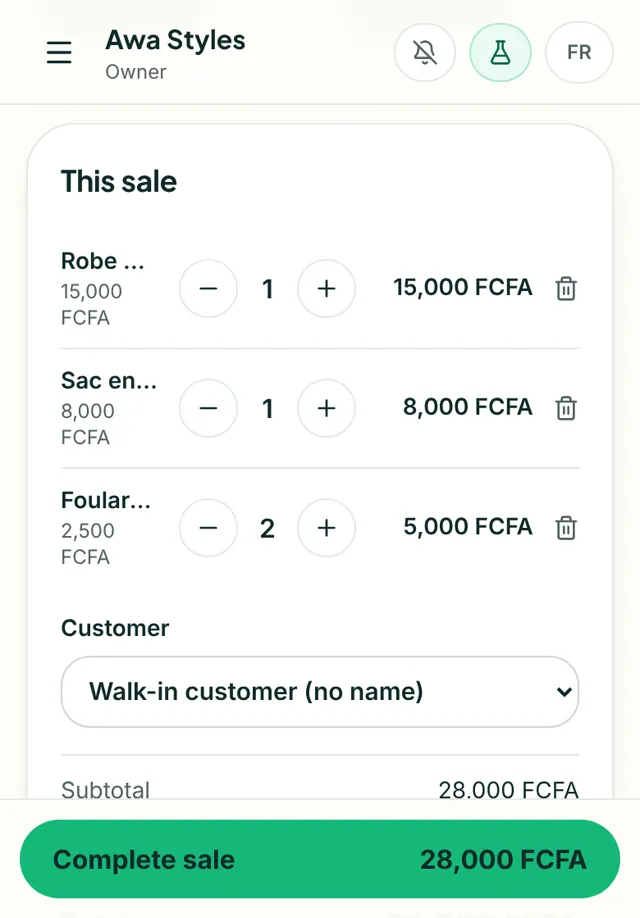 Awa Styles
Owner
FR
This sale
Robe ...
15,000
FCFA
− 1 + 15,000 FCFA
Sac en...
8,000
FCFA
− 1 + 8,000 FCFA
Foular...
2,500
FCFA
− 2 + 5,000 FCFA
Customer
Walk-in customer (no name)
Subtotal 28,000 FCFA
Complete sale 28,000 FCFA